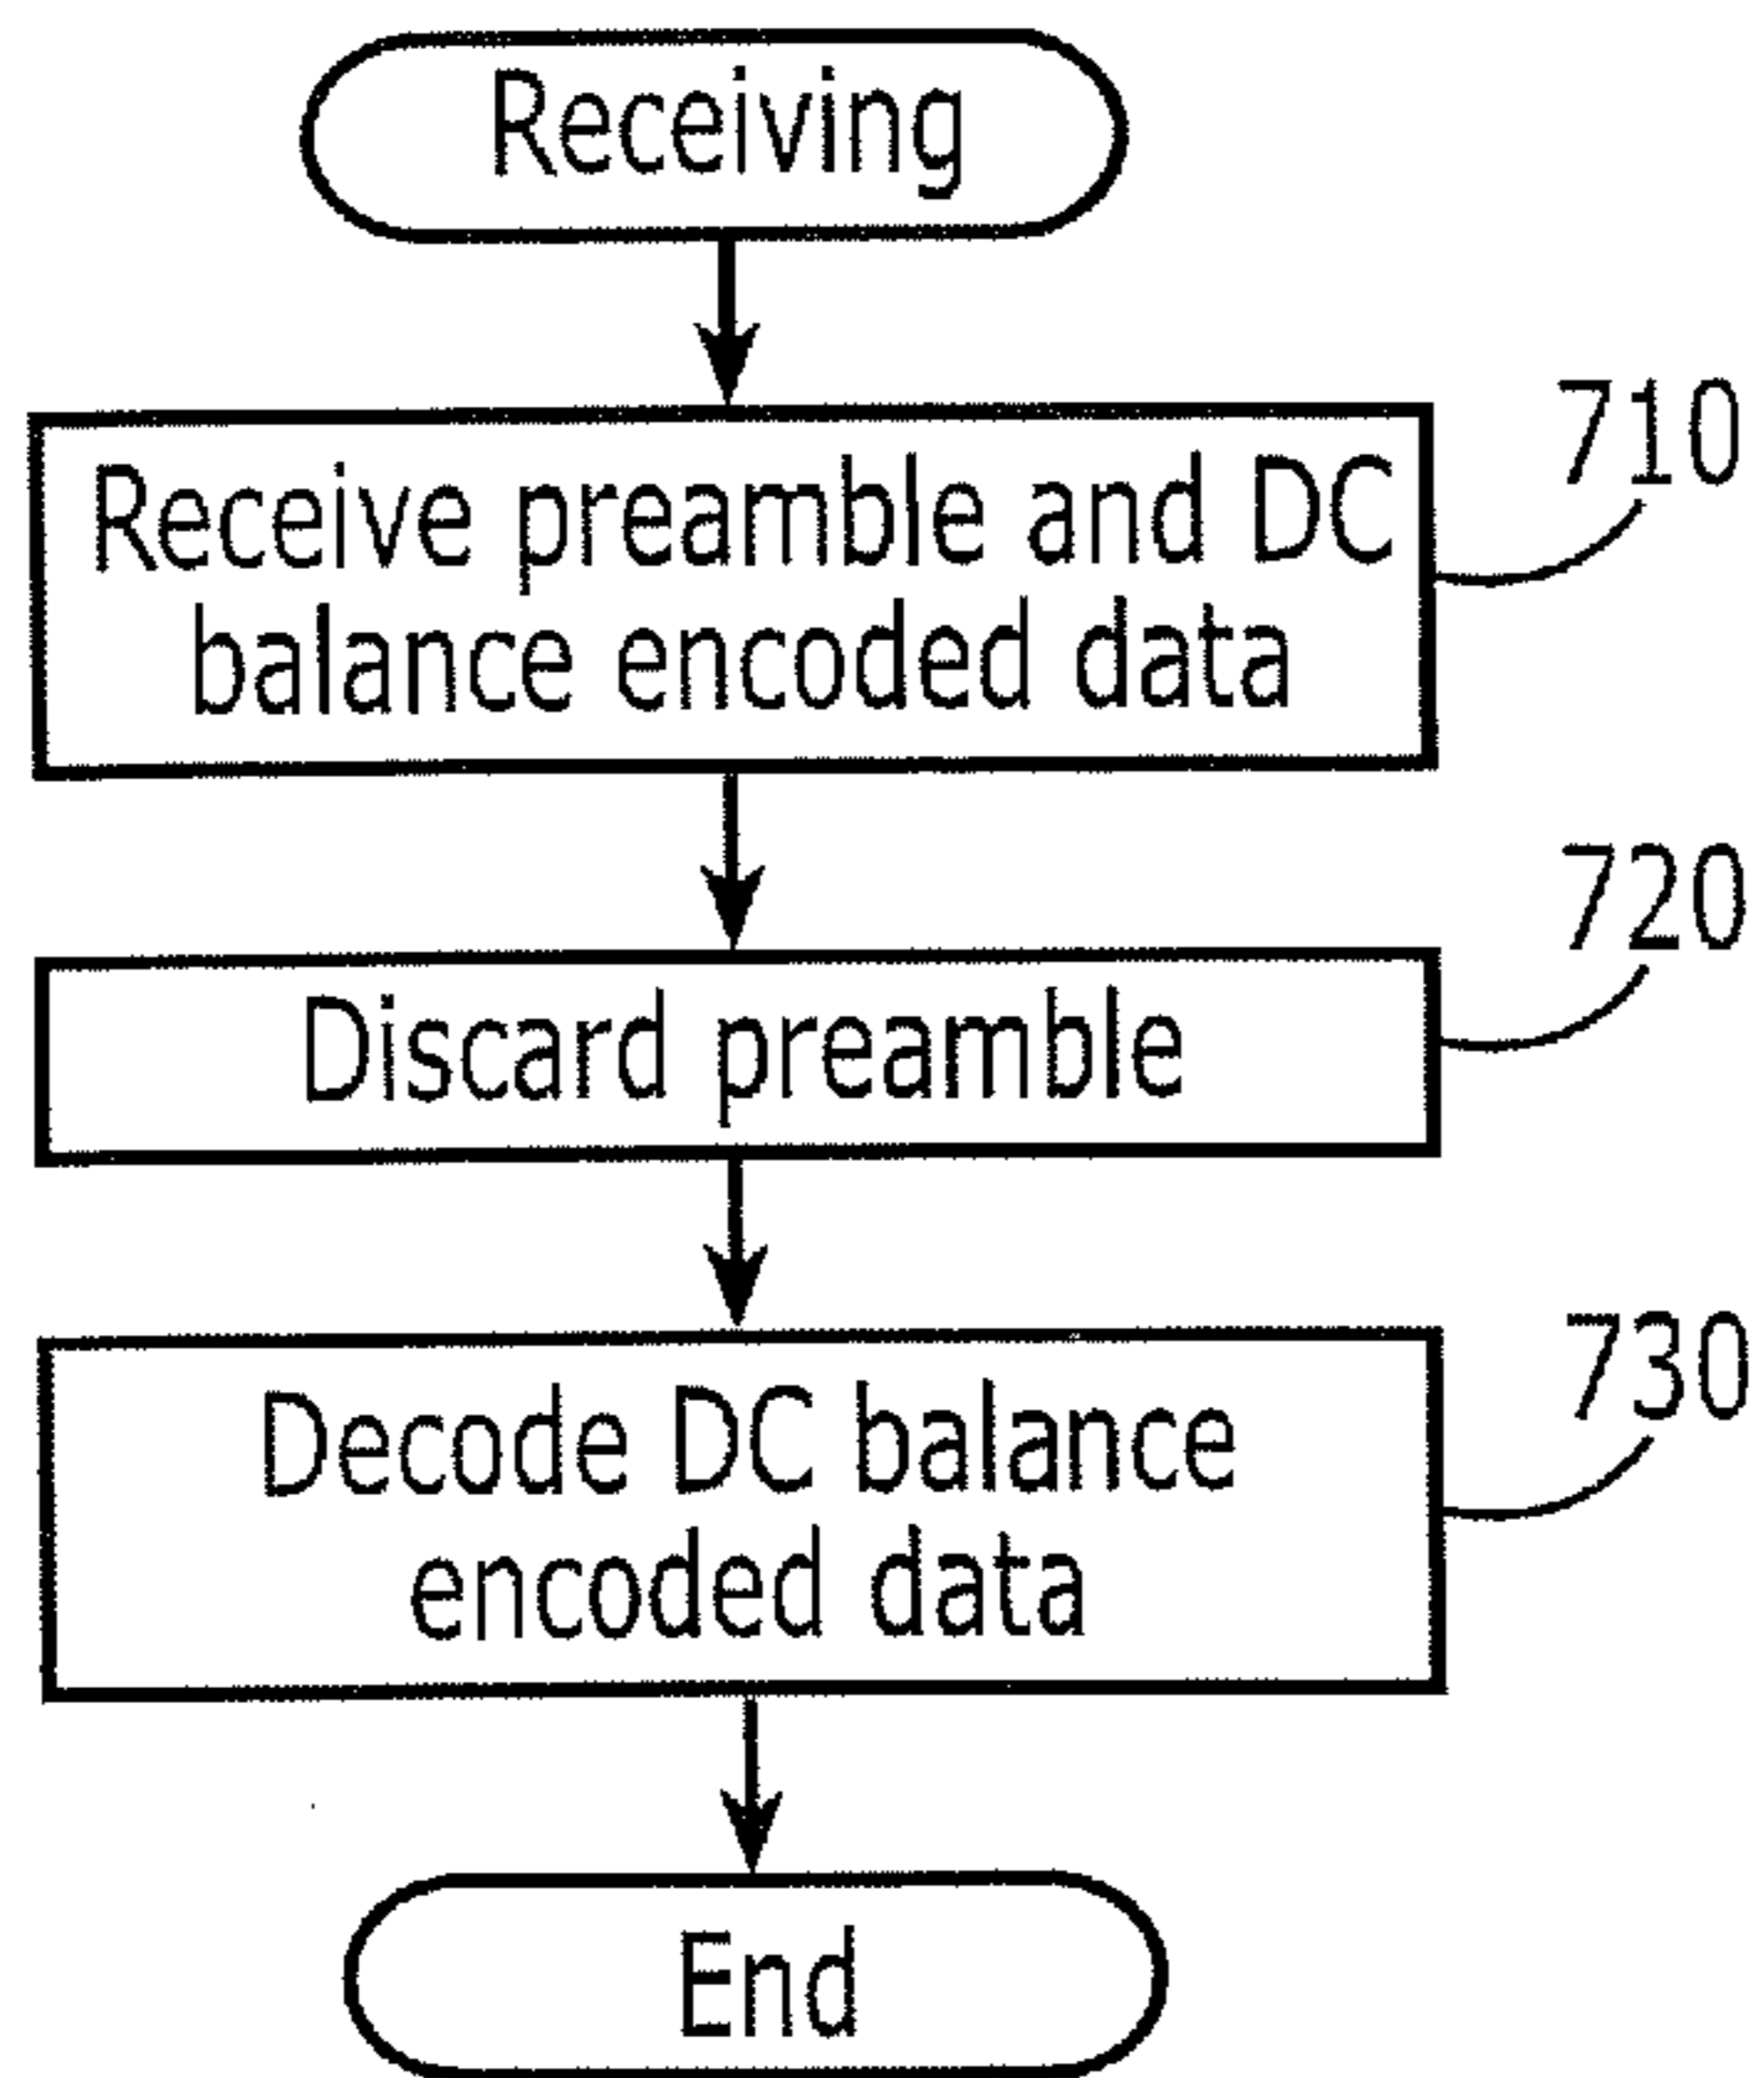 Receiving
Receive preamble and DC
balance encoded data
710
Discard preamble
720
Decode DC balance
encoded data
730
End